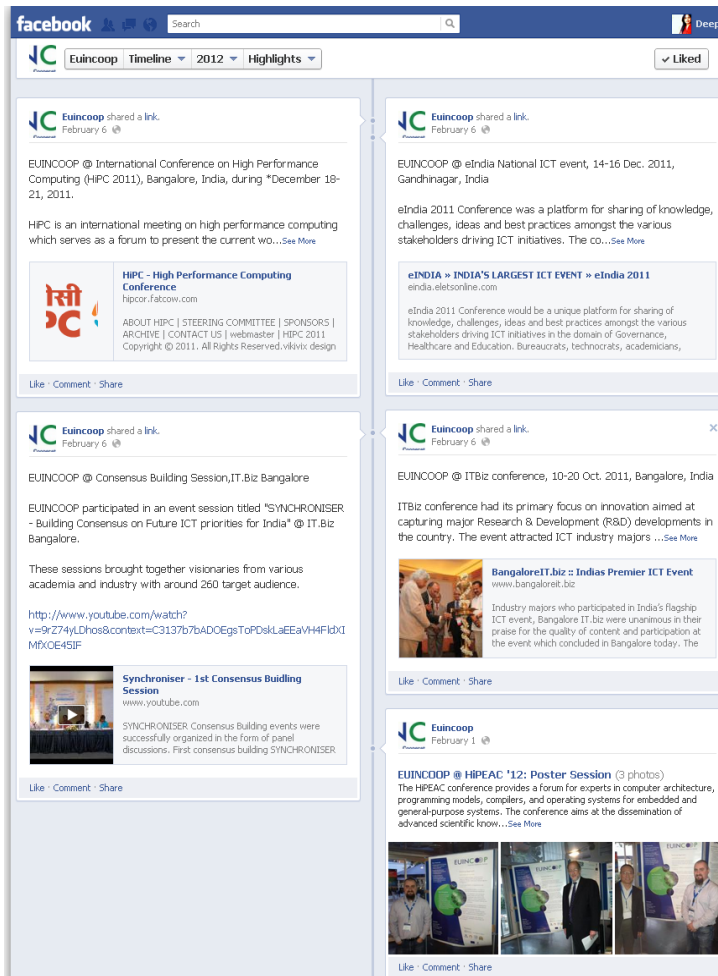 facebook
Search
Deep
Euincoop Timeline 2012 Highlights
✓ Liked
Euincoop shared a link.
February 6
EUINCOOP @ International Conference on High Performance
Computing (HiPC 2011), Bangalore, India, during *December 18-
21, 2011.
HiPC is an international meeting on high performance computing
which serves as a forum to present the current wo...See More
HiPC - High Performance Computing
Conference
hipcor.fatcow.com
ABOUT HIPC | STEERING COMMITTEE | SPONSORS |
ARCHIVE | CONTACT US | webmaster | HIPC 2011
Copyright © 2011. All Rights Reserved.vikivix design
Like · Comment · Share
Euincoop shared a link.
February 6
EUINCOOP @ Consensus Building Session,IT.Biz Bangalore
EUINCOOP participated in an event session titled "SYNCHRONISER
- Building Consensus on Future ICT priorities for India" @ IT.Biz
Bangalore.
These sessions brought together visionaries from various
academia and industry with around 260 target audience.
http://www.youtube.com/watch?
v=9rZ74yLDhos&context=C3137b7bADOEgsToPDskLaEEaVH4FldXI
MfXOE45IF
Synchroniser - 1st Consensus Buidling
Session
www.youtube.com
SYNCHRONISER Consensus Building events were
successfully organized in the form of panel
discussions. First consensus building SYNCHRONISER
Like · Comment · Share
Euincoop shared a link.
February 6
EUINCOOP @ eIndia National ICT event, 14-16 Dec. 2011,
Gandhinagar, India
eIndia 2011 Conference was a platform for sharing of knowledge,
challenges, ideas and best practices amongst the various
stakeholders driving ICT initiatives. The co...See More
eINDIA » INDIA'S LARGEST ICT EVENT » eIndia 2011
eindia.eletsonline.com
eIndia 2011 Conference would be a unique platform for sharing of
knowledge, challenges, ideas and best practices amongst the various
stakeholders driving ICT initiatives in the domain of Governance,
Healthcare and Education. Bureaucrats, technocrats, academicians,
Like · Comment · Share
Euincoop shared a link.
February 6
EUINCOOP @ ITBiz conference, 10-20 Oct. 2011, Bangalore, India
ITBiz conference had its primary focus on innovation aimed at
capturing major Research & Development (R&D) developments in
the country. The event attracted ICT industry majors ...See More
BangaloreIT.biz :: Indias Premier ICT Event
www.bangaloreit.biz
Industry majors who participated in India's flagship
ICT event, Bangalore IT.biz were unanimous in their
praise for the quality of content and participation at
the event which concluded in Bangalore today. The
Like · Comment · Share
Euincoop
February 1
EUINCOOP @ HiPEAC '12: Poster Session (3 photos)
The HiPEAC conference provides a forum for experts in computer architecture,
programming models, compilers, and operating systems for embedded and
general-purpose systems. The conference aims at the dissemination of
advanced scientific know...See More
EUINCOOP
EUINCOOP
EUINCOOP
Like · Comment · Share